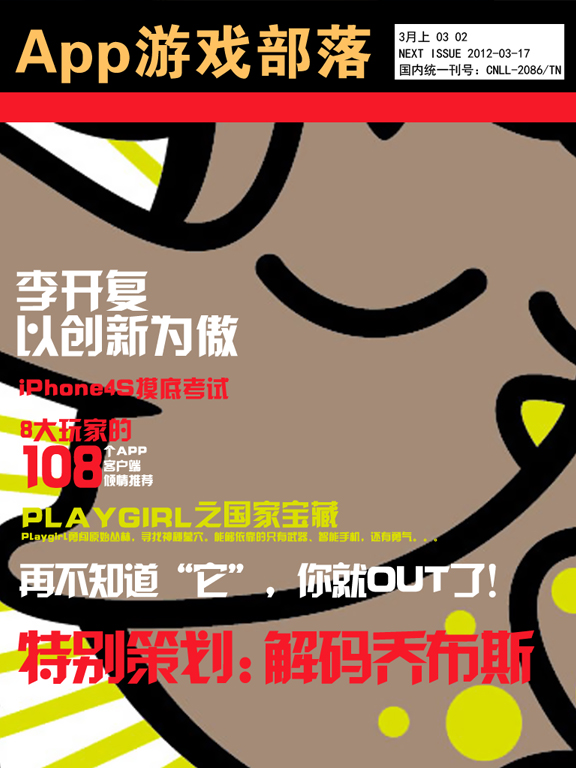 App游戏部落
3月上 03 02
NEXT ISSUE 2012-03-17
国内统一刊号: CNLL-2086/TN
李开复
以创新为傲
iPhone4S摸底考试
8大玩家的
108
个APP
客户端
倾情推荐
PLAYGIRL之国家宝藏
PLaygirl勇闯原始丛林，寻找神秘皇穴，能够依靠的只有武器、智能手机，还有勇气。。。
再不知道“它”，你就OUT了！
特别策划:解码乔布斯